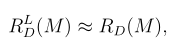 $R_D^L(M) \approx R_D(M),$